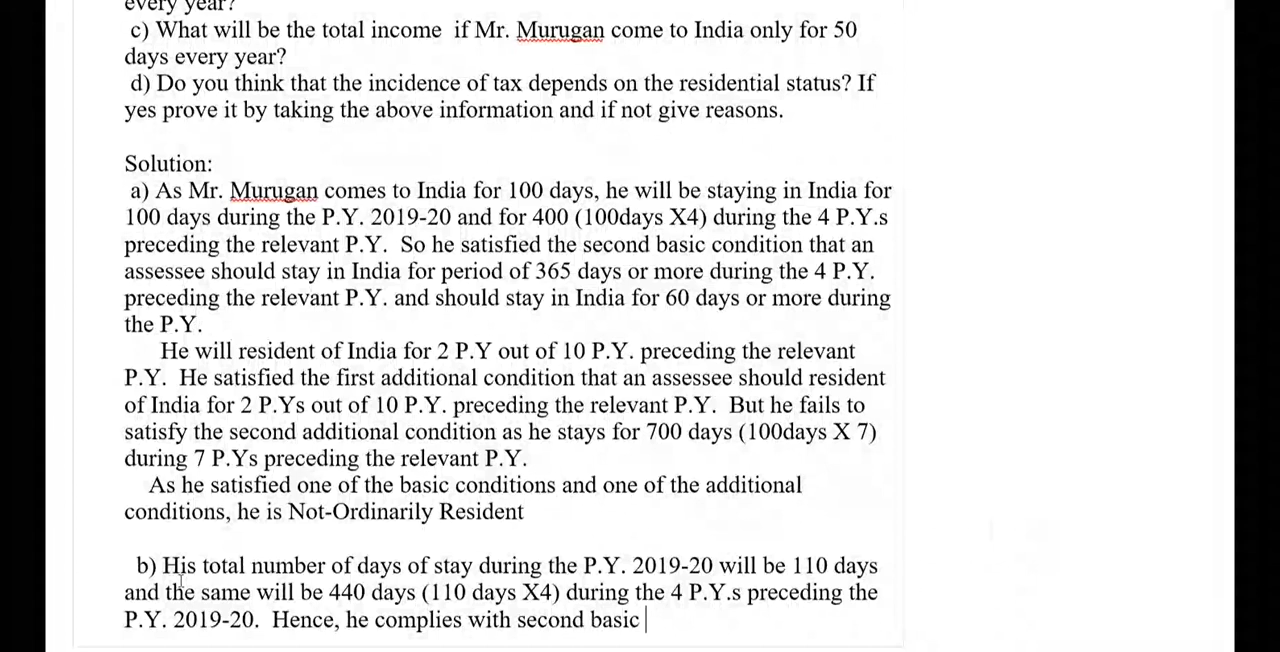 every year?
c) What will be the total income if Mr. Murugan come to India only for 50
days every year?
d) Do you think that the incidence of tax depends on the residential status? If
yes prove it by taking the above information and if not give reasons.
Solution:
a) As Mr. Murugan comes to India for 100 days, he will be staying in India for
100 days during the P.Y. 2019-20 and for 400 (100days X4) during the 4 P.Y.s
preceding the relevant P.Y. So he satisfied the second basic condition that an
assessee should stay in India for period of 365 days or more during the 4 P.Y.
preceding the relevant P.Y. and should stay in India for 60 days or more during
the P.Y.
He will resident of India for 2 P.Y out of 10 P.Y. preceding the relevant
P.Y. He satisfied the first additional condition that an assessee should resident
of India for 2 P.Ys out of 10 P.Y. preceding the relevant P.Y. But he fails to
satisfy the second additional condition as he stays for 700 days (100days X 7)
during 7 P.Ys preceding the relevant P.Y.
As he satisfied one of the basic conditions and one of the additional
conditions, he is Not-Ordinarily Resident
b) His total number of days of stay during the P.Y. 2019-20 will be 110 days
and the same will be 440 days (110 days X4) during the 4 P.Y.s preceding the
P.Y. 2019-20. Hence, he complies with second basic